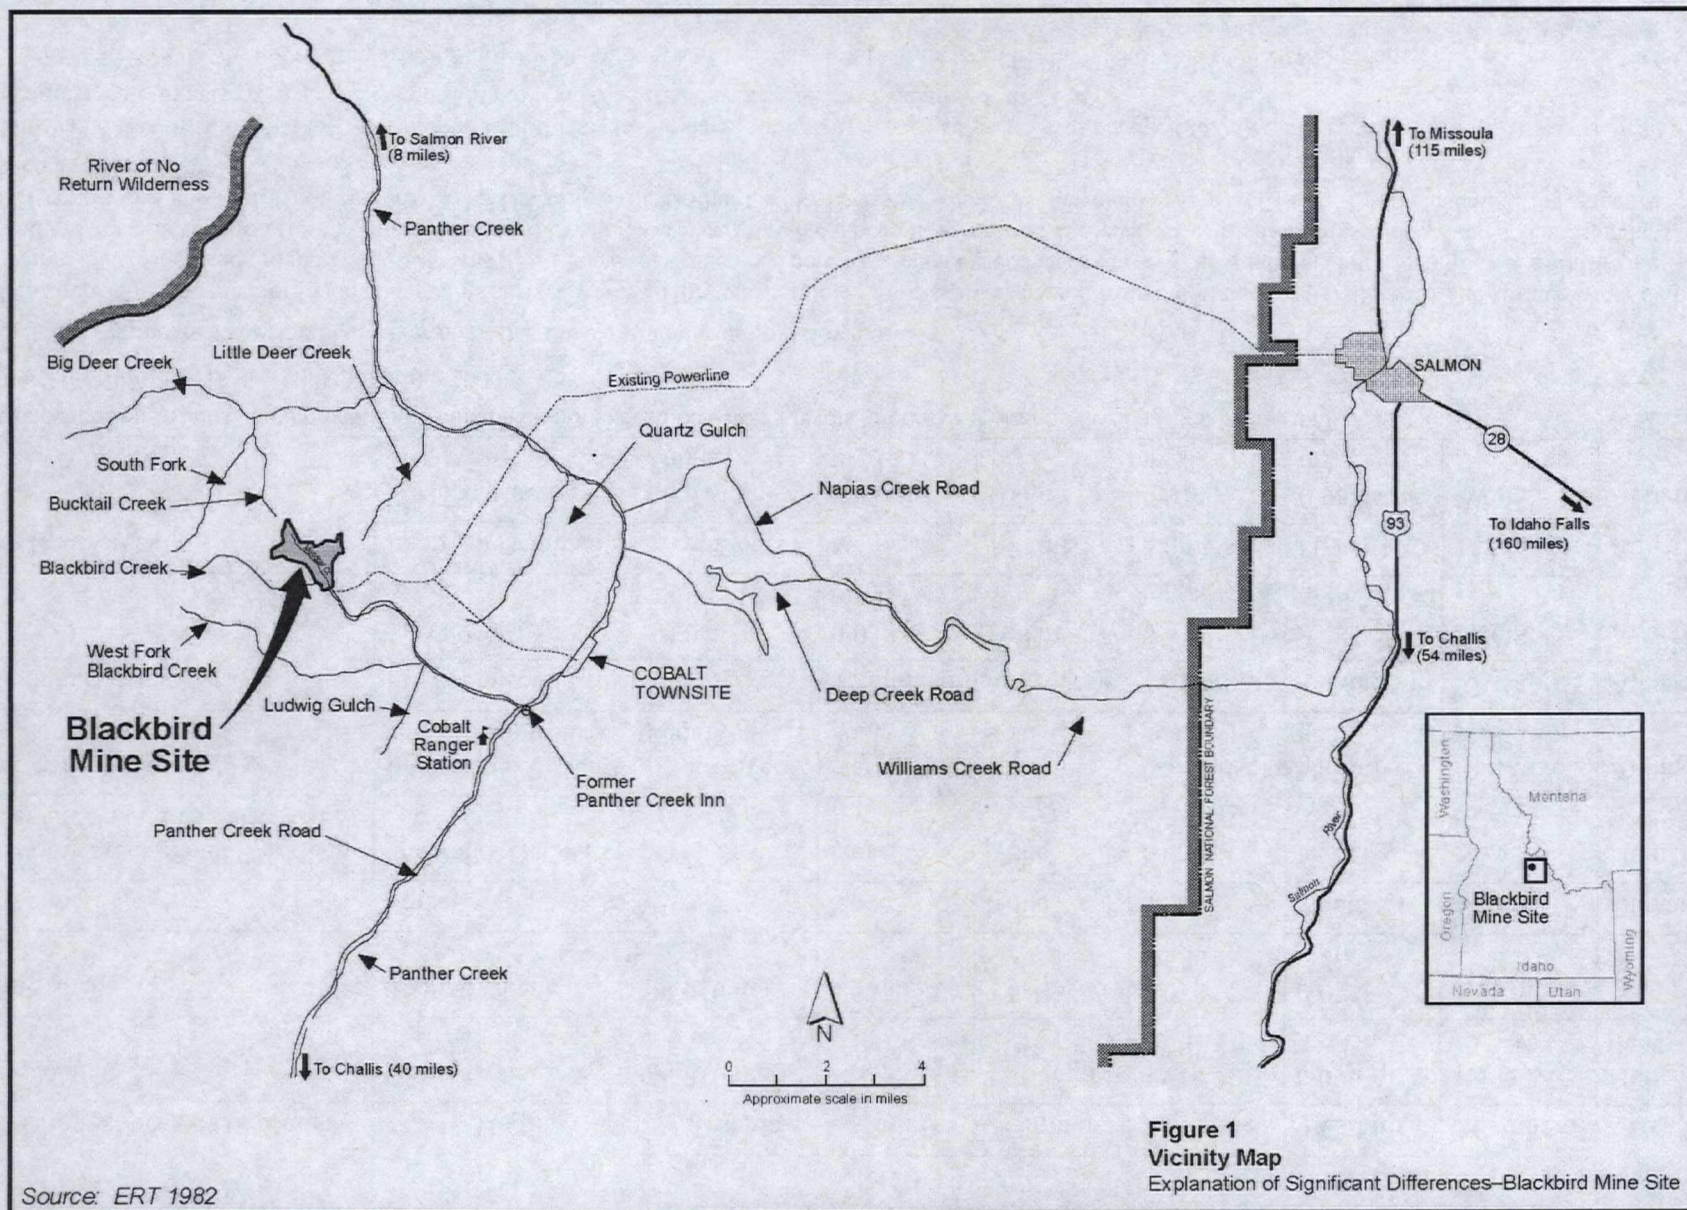 To Salmon River
(8 miles)
River of No
Return Wilderness
Panther Creek
To Missoula
(115 miles)
Big Deer Creek
Little Deer Creek
Existing Powerline
SALMON
Quartz Gulch
28
South Fork
Bucktail Creek
Napias Creek Road
93
To Idaho Falls
(160 miles)
Blackbird Creek
West Fork
Blackbird Creek
COBALT
TOWNSITE
To Challis
(54 miles)
Deep Creek Road
Ludwig Gulch
Blackbird
Mine Site
Cobalt
Ranger
Station
Williams Creek Road
SALMON NATIONAL FOREST BOUNDARY
Former
Panther Creek Inn
Panther Creek Road
River
Salmon
Washington
Montana
Blackbird
Mine Site
Oregon
Idaho
Wyoming
Nevada
Utah
Panther Creek
N
To Challis (40 miles)
0 2 4
Approximate scale in miles
Figure 1
Vicinity Map
Explanation of Significant Differences–Blackbird Mine Site
Source: ERT 1982